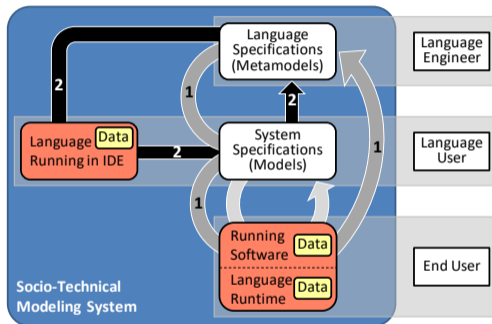 Language
Specifications
(Metamodels)
Language
Engineer
2
1
2
Language
Running in IDE
Data
2
System
Specifications
(Models)
1
Language
User
1
Running
Software
Data
Language
Runtime
Data
End User
Socio-Technical
Modeling System